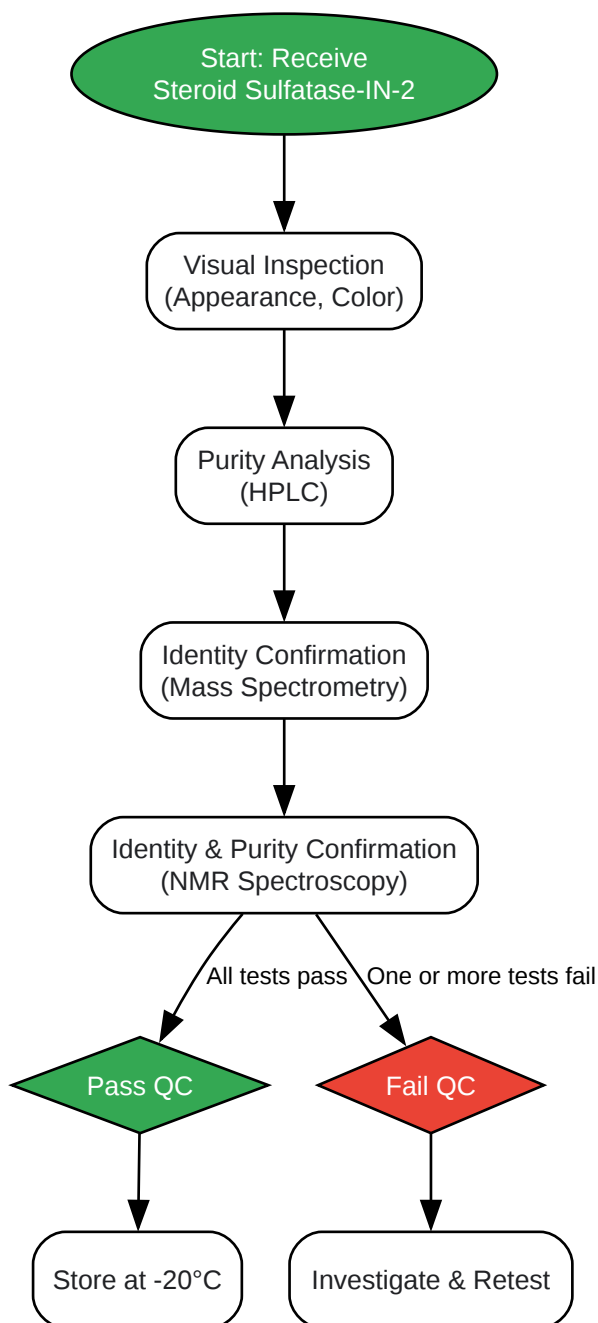 Start: Receive
Steroid Sulfatase-IN-2
Visual Inspection
(Appearance, Color)
Purity Analysis
(HPLC)
Identity Confirmation
(Mass Spectrometry)
Identity & Purity Confirmation
(NMR Spectroscopy)
All tests pass
One or more tests fail
Pass QC
Fail QC
Store at -20°C
Investigate & Retest